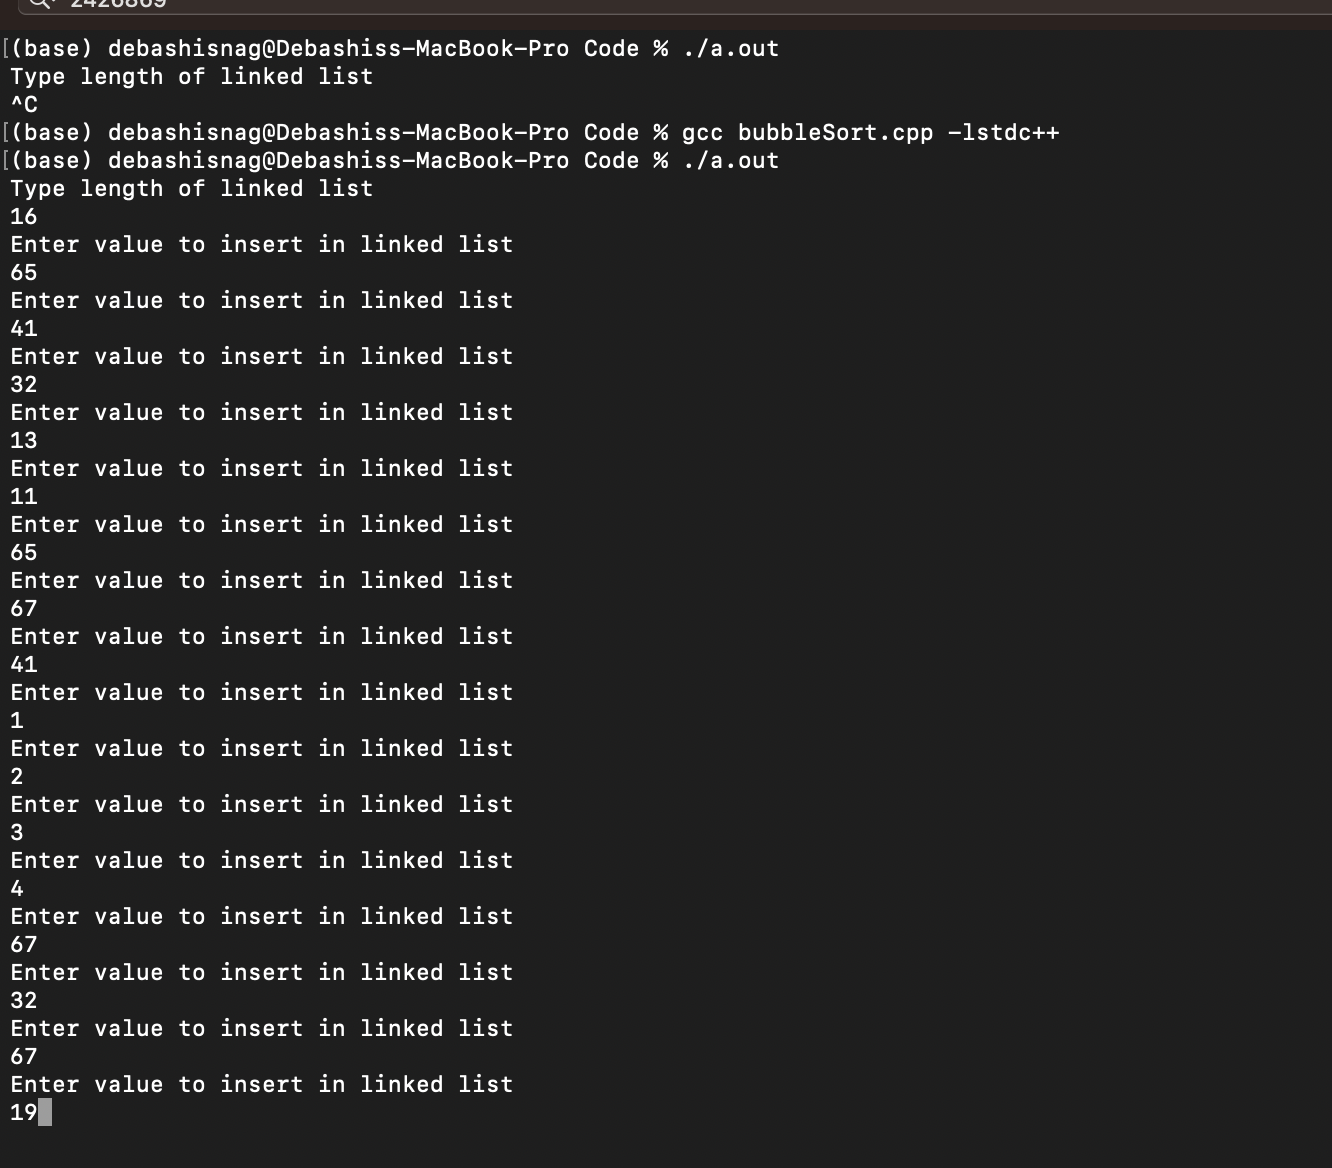 [(base) debashisnag@Debashiss-MacBook-Pro Code % ./a.out
Type length of linked list
^C
[(base) debashisnag@Debashiss-MacBook-Pro Code % gcc bubbleSort.cpp -lstdc++
[(base) debashisnag@Debashiss-MacBook-Pro Code % ./a.out
Type length of linked list
16
Enter value to insert in linked list
65
Enter value to insert in linked list
41
Enter value to insert in linked list
32
Enter value to insert in linked list
13
Enter value to insert in linked list
11
Enter value to insert in linked list
65
Enter value to insert in linked list
67
Enter value to insert in linked list
41
Enter value to insert in linked list
1
Enter value to insert in linked list
2
Enter value to insert in linked list
3
Enter value to insert in linked list
4
Enter value to insert in linked list
67
Enter value to insert in linked list
32
Enter value to insert in linked list
67
Enter value to insert in linked list
19